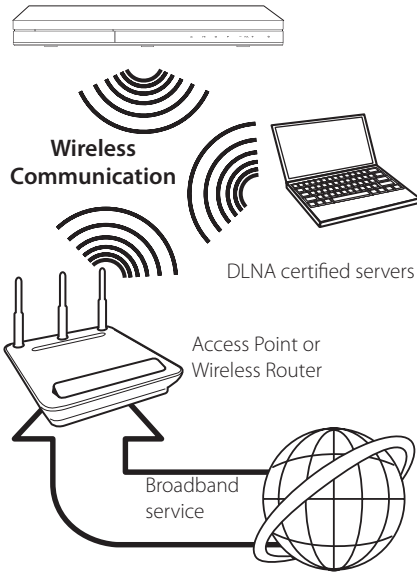 Wireless
Communication
DLNA certified servers
Access Point or
Wireless Router
Broadband
service